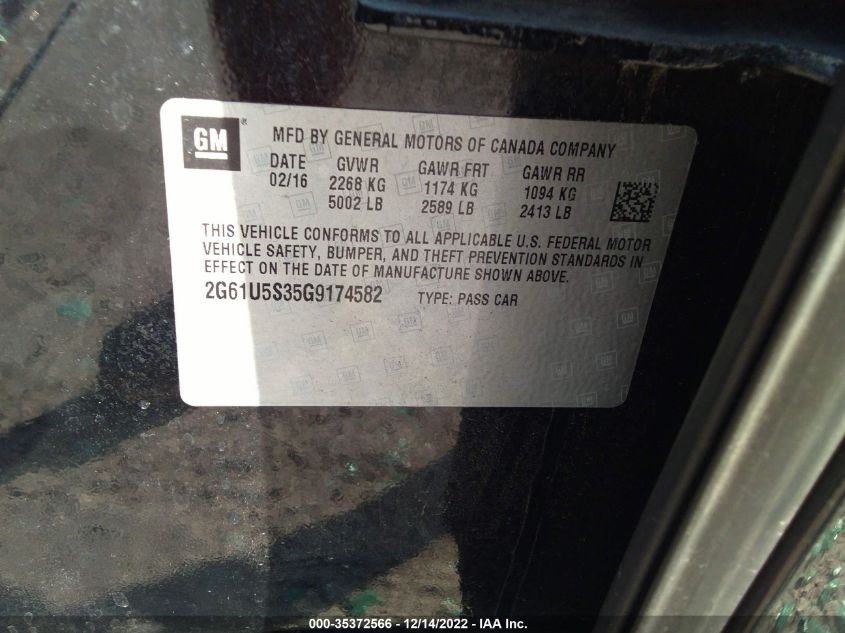 GM ® MFD BY GENERAL MOTORS OF CANADA COMPANY
DATE GVWR GAWR FRT GAWR RR
02/16 2268 KG 1174 KG 1094 KG
5002 LB 2589 LB 2413 LB
THIS VEHICLE CONFORMS TO ALL APPLICABLE U.S. FEDERAL MOTOR
VEHICLE SAFETY, BUMPER, AND THEFT PREVENTION STANDARDS IN
EFFECT ON THE DATE OF MANUFACTURE SHOWN ABOVE.
2G61U5S35G9174582 TYPE: PASS CAR
000-35372566 - 12/14/2022 - IAA Inc.